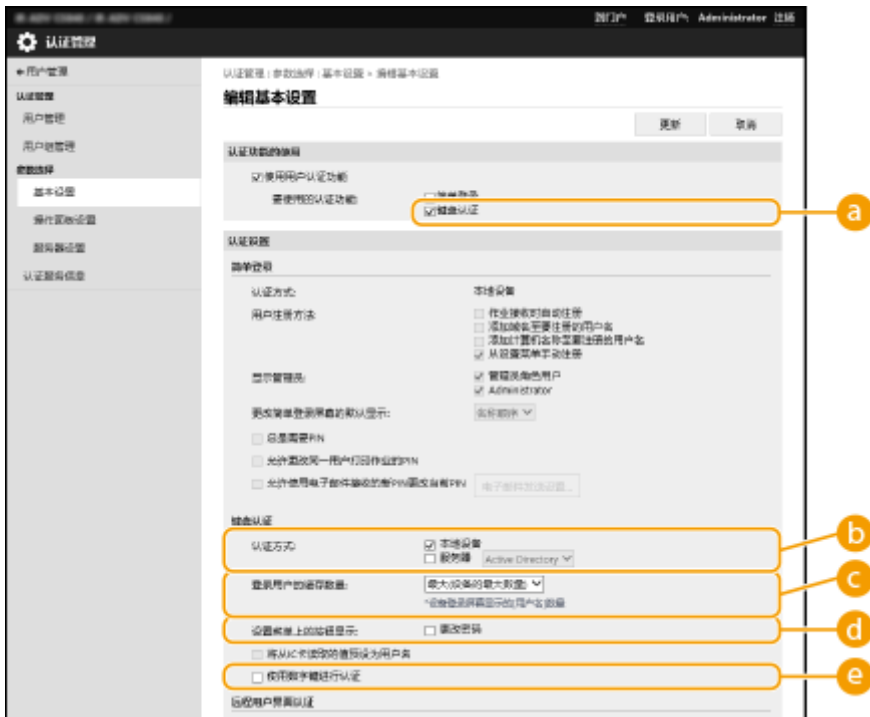 到门户 登录用户: Administrator 注销
认证管理
用户管理
认证管理
用户管理
用户组管理
参数选择
基本设置
操作面板设置
服务器设置
认证服务信息
认证管理 : 参数选择 : 基本设置 > 编辑基本设置
编辑基本设置
更新 取消
认证功能的使用
使用用户认证功能
要使用的认证功能: 简单登录
键盘认证
a
认证设置
简单登录
认证方式: 本地设备
用户注册方法: 作业接收时自动注册
添加域名至要注册的用户名
添加计算机名称至要注册的用户名
从设置菜单手动注册
显示管理员: 管理员角色用户
Administrator
更改简单登录屏幕的默认显示: 名称顺序
总是需要PIN
允许更改同一用户打印作业的PIN
允许使用电子邮件接收的新PIN更改当前PIN 电子邮件发送设置...
键盘认证
认证方式: 本地设备
服务器 Active Directory
b
登录用户的缓存数量: 最大(设备的最大数量)
*设备登录屏幕显示的[用户名]数量
c
设置菜单上的按钮显示: 更改密码
d
将从IC卡读取的值预设为用户名
使用数字键进行认证
e
远程用户界面认证